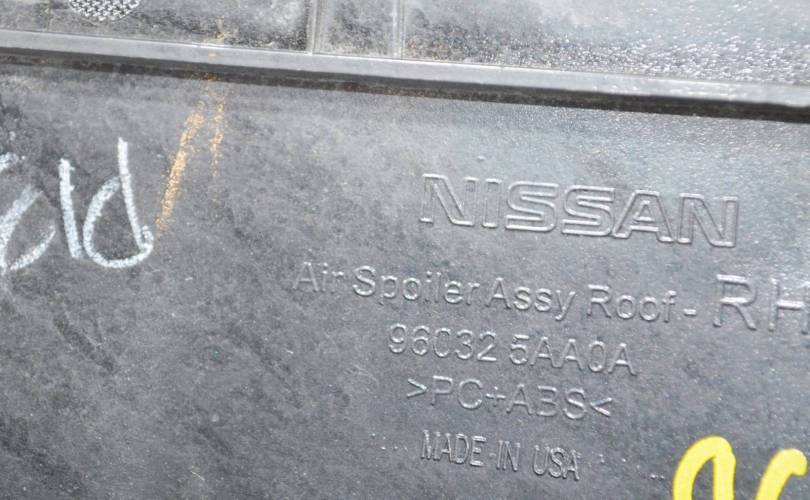 NISSAN
Air Spoiler Assy Roof- RH
96032 5AA0A
>PC+ABS<
MADE IN USA